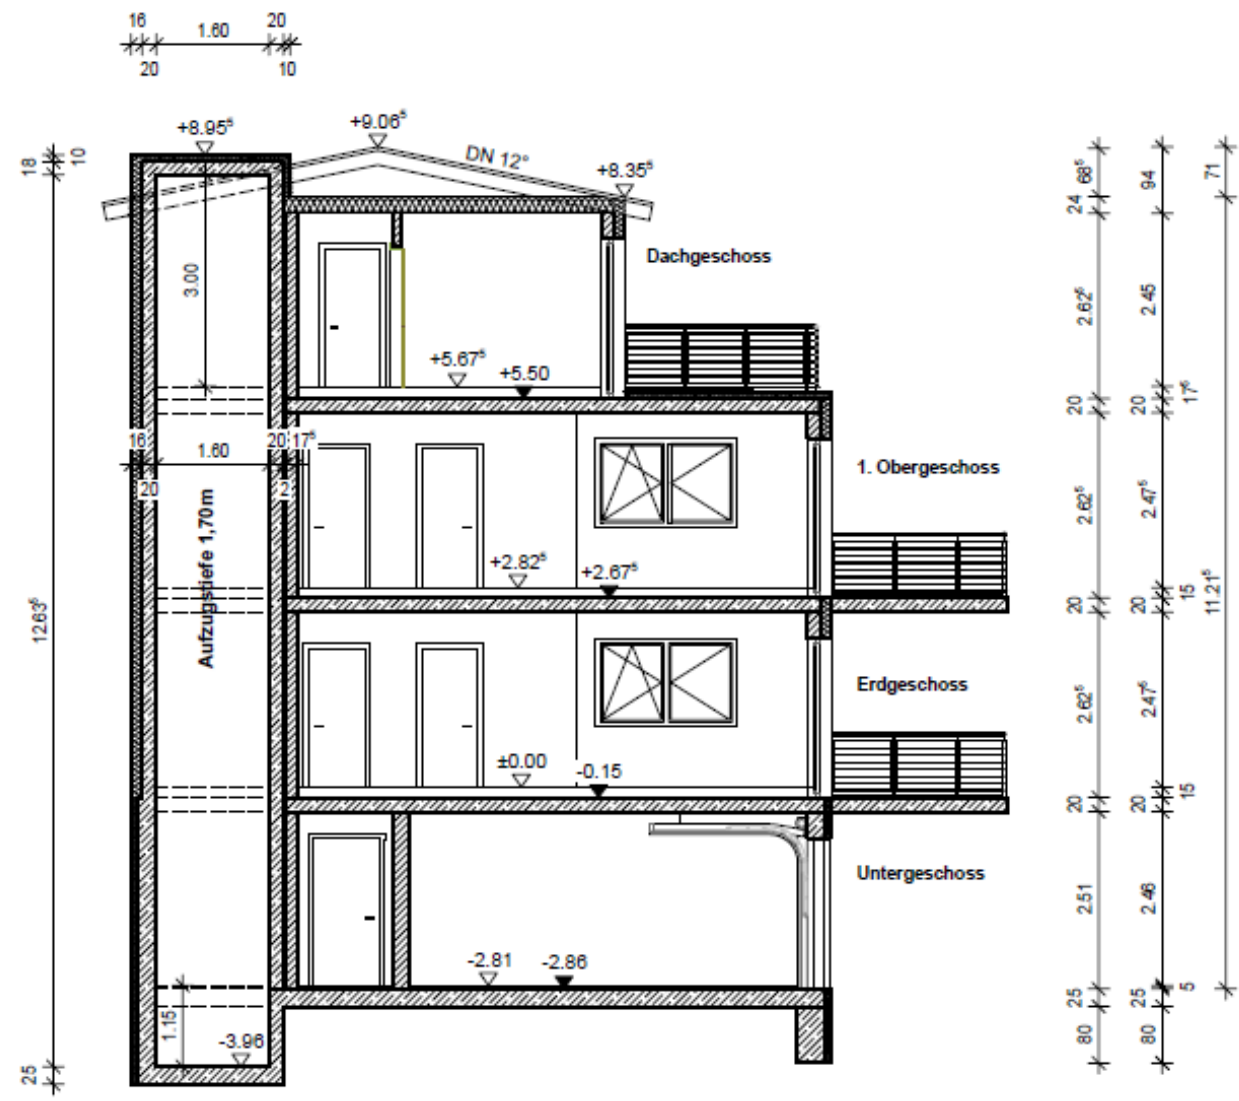 16 1.60 20
20 10
+8.95⁵ +9.06⁵
DN 12°
+8.35⁵
18 10
68⁵ 94 71
24
Dachgeschoss
3.00
2.62⁵ 2.45
+5.67⁵ +5.50
20 20 17⁵
16 1.60 20 17⁵
20 2
1. Obergeschoss
Aufzugstiefe 1,70m
2.62⁵ 2.47⁵
+2.82⁵ +2.67⁵
20 20 15
12.63⁵
11.21⁵
Erdgeschoss
2.62⁵ 2.47⁵
±0.00 -0.15
20 20 15
Untergeschoss
2.51 2.46
-2.81 -2.86
25 25 5
1.15
-3.96
80 80
25